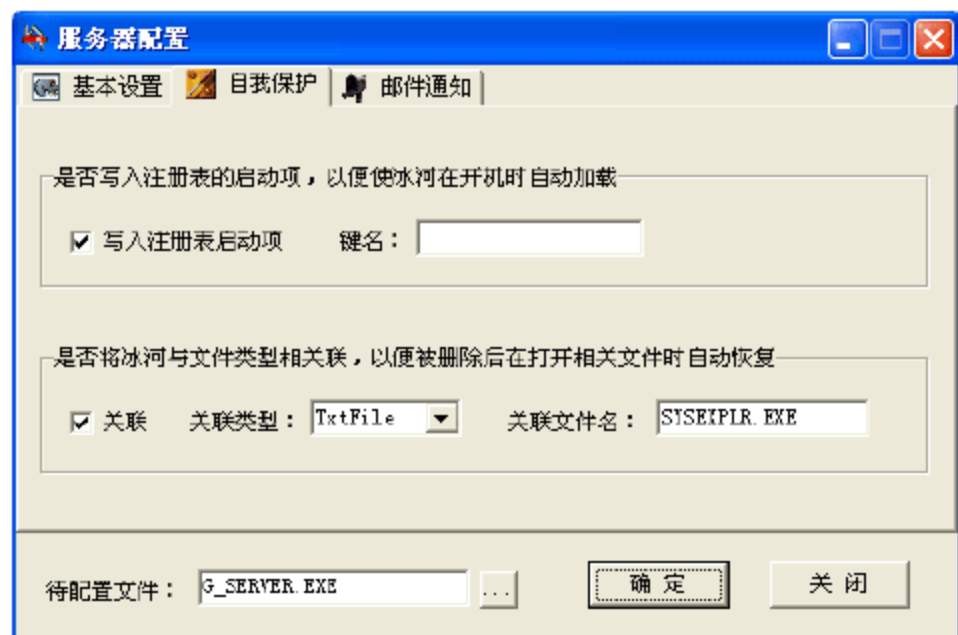 服务器配置
基本设置 自我保护 邮件通知
是否写入注册表的启动项，以便使冰河在开机时自动加载
写入注册表启动项 键名：
是否将冰河与文件类型相关联，以便被删除后在打开相关文件时自动恢复
关联 关联类型： TxtFile 关联文件名： SYSEXPLR.EXE
待配置文件： G_SERVER.EXE ... 确定 关闭